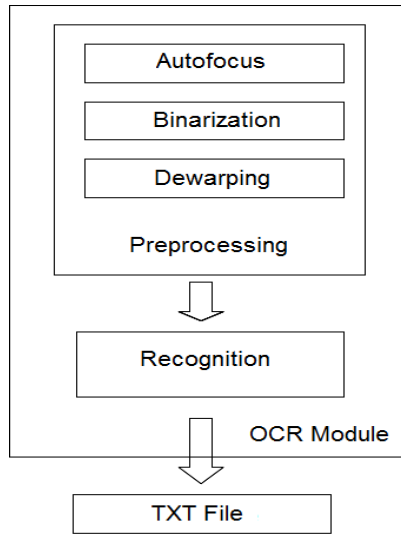 Autofocus
Binarization
Dewarping
Preprocessing
Recognition
OCR Module
TXT File